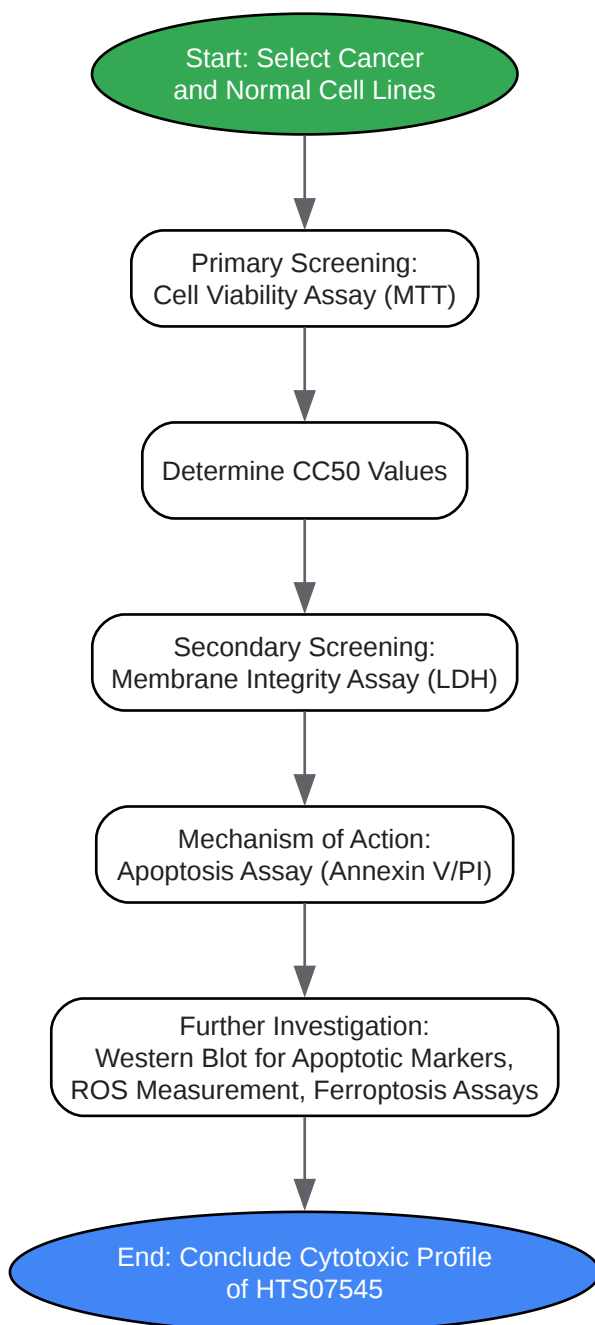 Start: Select Cancer
and Normal Cell Lines
Primary Screening:
Cell Viability Assay (MTT)
Determine CC50 Values
Secondary Screening:
Membrane Integrity Assay (LDH)
Mechanism of Action:
Apoptosis Assay (Annexin V/PI)
Further Investigation:
Western Blot for Apoptotic Markers,
ROS Measurement, Ferroptosis Assays
End: Conclude Cytotoxic Profile
of HTS07545